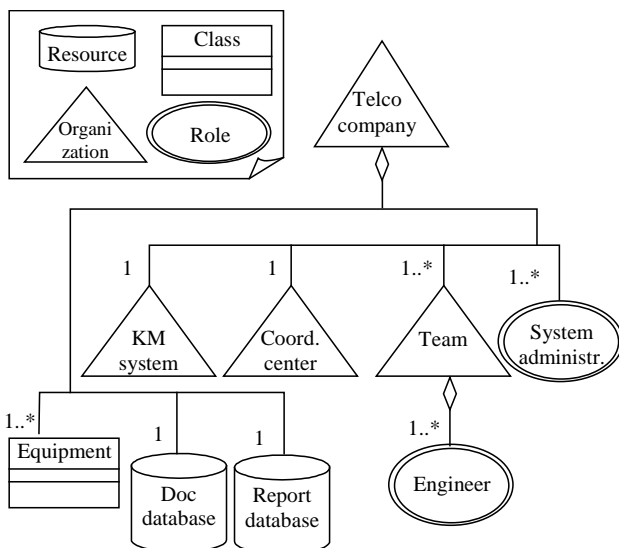 Resource
Class
Organi
zation
Role
Telco
company
1
1
1..*
1..*
KM
system
Coord.
center
Team
System
administr.
1..*
1
1
1..*
Equipment
Doc
database
Report
database
Engineer